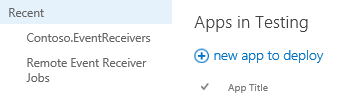 Recent
Contoso.EventReceivers
Remote Event Receiver
Jobs
Apps in Testing
new app to deploy
App Title